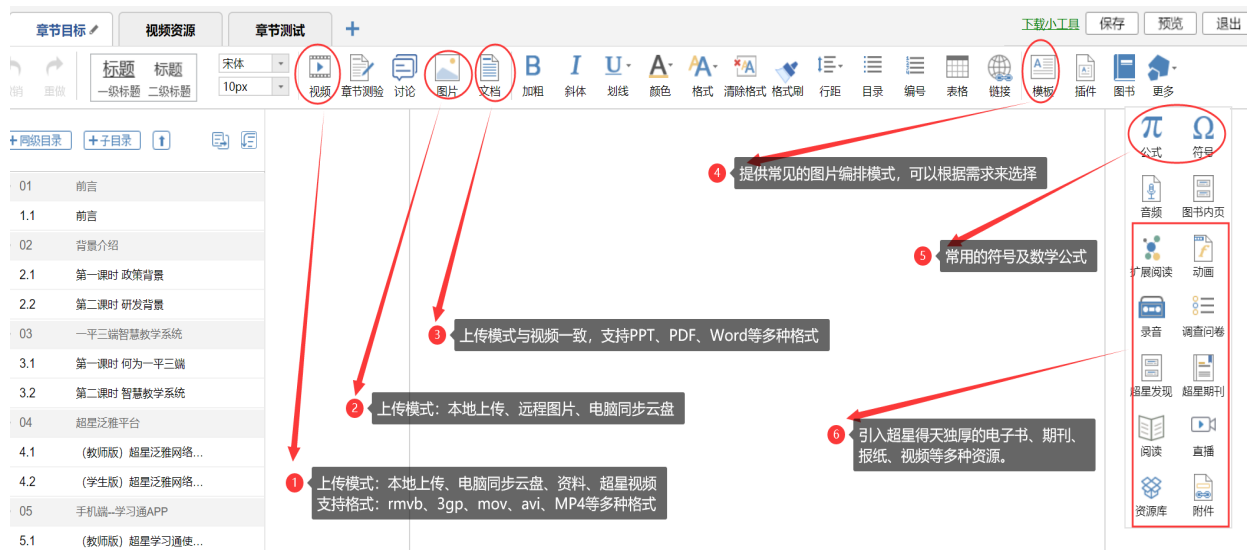 章节目标
视频资源
章节测试
下载小工具
保存
预览
退出
标题
标题
一级标题
二级标题
宋体
10px
撤销
重做
视频
章节测验
讨论
图片
文档
B
加粗
I
斜体
U
划线
A
颜色
格式
清除格式
格式刷
行距
目录
编号
表格
链接
模板
插件
图书
更多
+同级目录
+子目录
01 前言
1.1 前言
02 背景介绍
2.1 第一课时 政策背景
2.2 第二课时 研发背景
03 一平三端智慧教学系统
3.1 第一课时 何为一平三端
3.2 第二课时 智慧教学系统
04 超星泛雅平台
4.1 （教师版）超星泛雅网络...
4.2 （学生版）超星泛雅网络...
05 手机端--学习通APP
5.1 （教师版）超星学习通使...
1 上传模式：本地上传、电脑同步云盘、资料、超星视频
支持格式：rmvb、3gp、mov、avi、MP4等多种格式
2 上传模式：本地上传、远程图片、电脑同步云盘
3 上传模式与视频一致，支持PPT、PDF、Word等多种格式
4 提供常见的图片编排模式，可以根据需求来选择
5 常用的符号及数学公式
6 引入超星得天独厚的电子书、期刊、
报纸、视频等多种资源。
π Ω
公式 符号
音频 图书内页
扩展阅读 动画
录音 调查问卷
超星发现 超星期刊
阅读 直播
资源库 附件